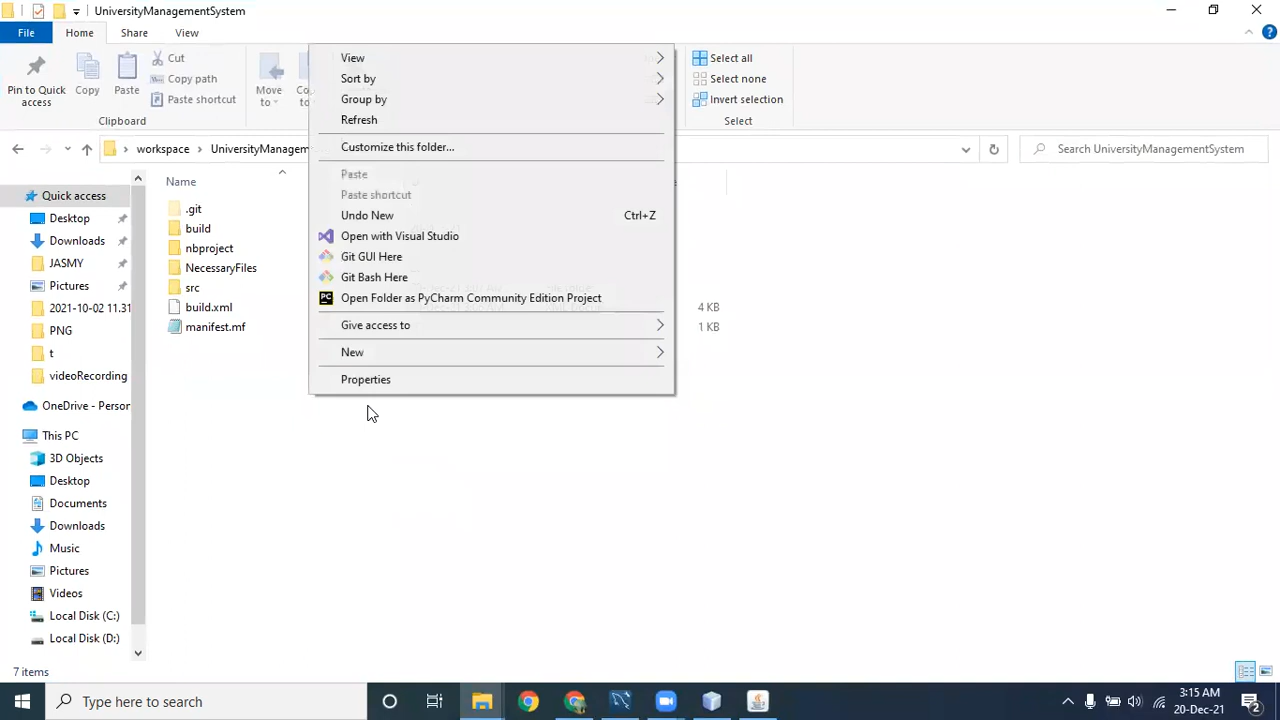 UniversityManagementSystem
File
Home
Share
View
Pin to Quick access
Copy
Paste
Cut
Copy path
Paste shortcut
Clipboard
Move to
Select all
Select none
Invert selection
Select
workspace
UniversityManagem
Search UniversityManagementSystem
Quick access
Desktop
Downloads
JASMY
Pictures
2021-10-02 11.31
PNG
t
videoRecording
OneDrive - Person
This PC
3D Objects
Desktop
Documents
Downloads
Music
Pictures
Videos
Local Disk (C:)
Local Disk (D:)
Name
.git
build
nbproject
NecessaryFiles
src
build.xml
4 KB
manifest.mf
1 KB
View
Sort by
Group by
Refresh
Customize this folder...
Paste
Paste shortcut
Undo New Ctrl+Z
Open with Visual Studio
Git GUI Here
Git Bash Here
PC Open Folder as PyCharm Community Edition Project
Give access to
New
Properties
7 items
Type here to search
3:15 AM
20-Dec-21
2